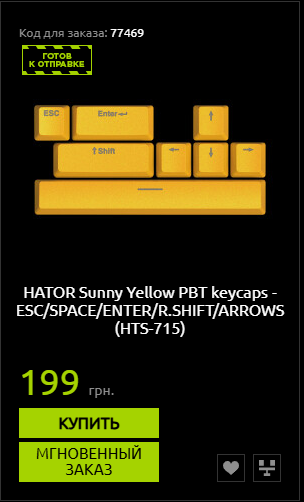 Код для заказа: 77469
ГОТОВ
К ОТПРАВКЕ
ESC Enter
Shift
HATOR Sunny Yellow PBT keycaps -
ESC/SPACE/ENTER/R.SHIFT/ARROWS
(HTS-715)
199 грн.
КУПИТЬ
МГНОВЕННЫЙ
ЗАКАЗ